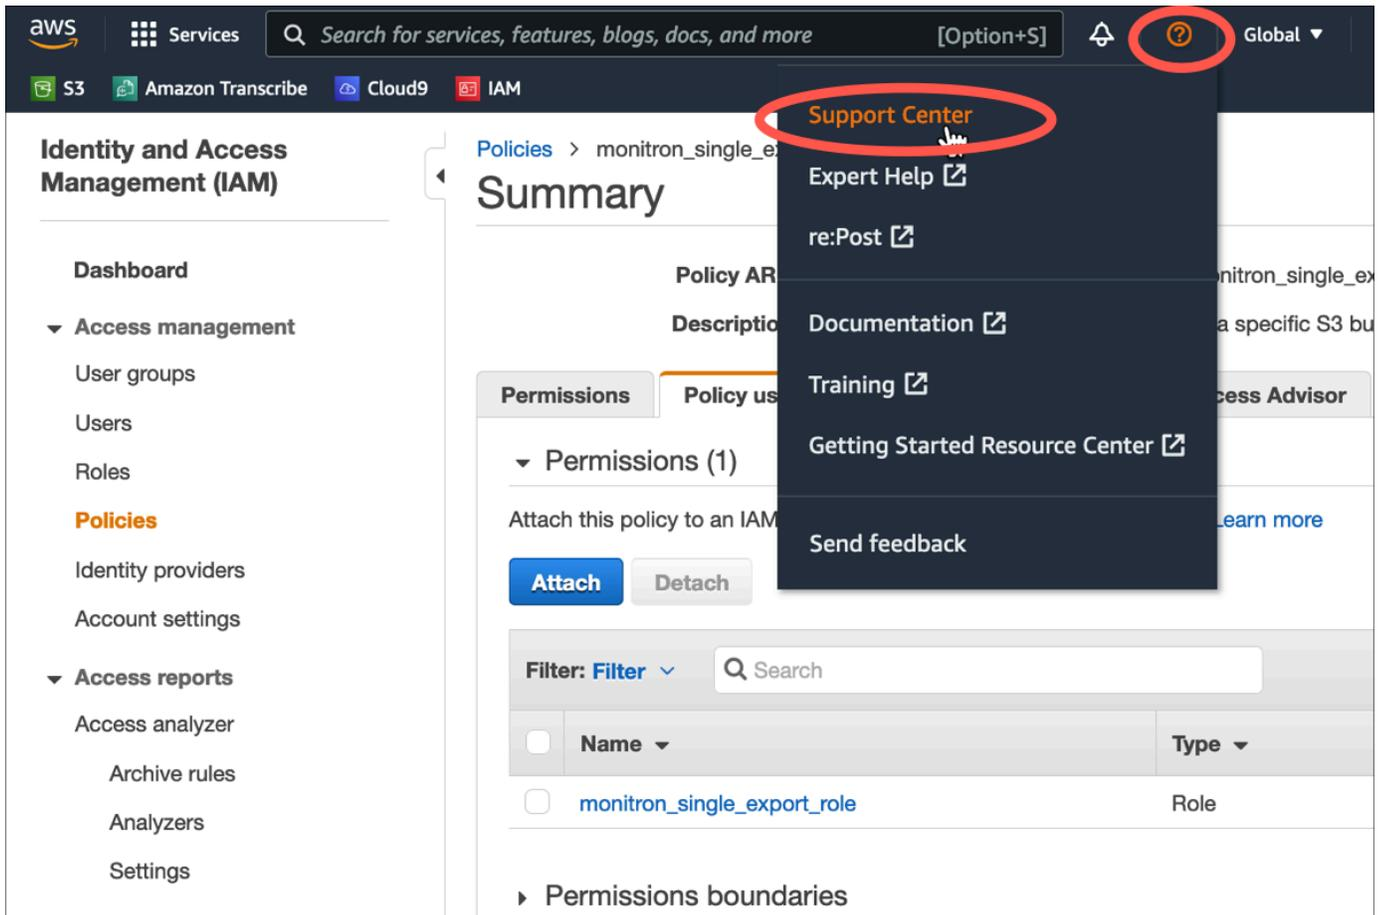 aws
Services
Search for services, features, blogs, docs, and more
[Option+S]
Global
S3
Amazon Transcribe
Cloud9
IAM
Identity and Access
Management (IAM)
Dashboard
Access management
User groups
Users
Roles
Policies
Identity providers
Account settings
Access reports
Access analyzer
Archive rules
Analyzers
Settings
Policies > monitron_single_e
Summary
Policy AR
nitron_single_ex
Descriptio
a specific S3 bu
Permissions
Policy us
cess Advisor
Permissions (1)
Attach this policy to an IAM
Learn more
Attach
Detach
Filter: Filter
Search
Name
Type
monitron_single_export_role
Role
Permissions boundaries
Support Center
Expert Help
re:Post
Documentation
Training
Getting Started Resource Center
Send feedback